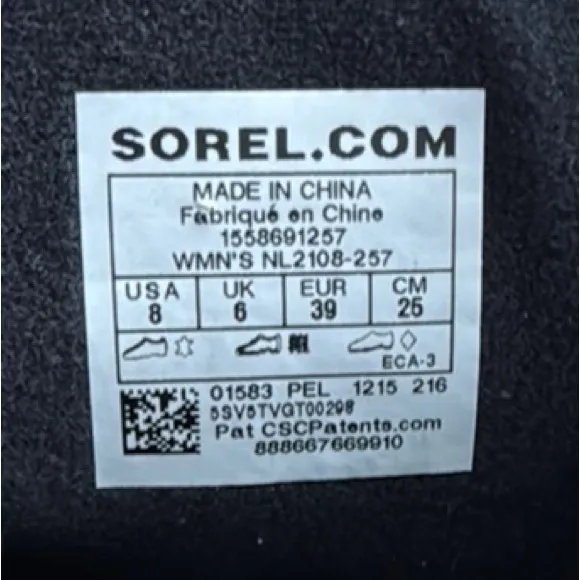 SOREL.COM
MADE IN CHINA
Fabriqué en Chine
1558691257
WMN'S NL2108-257
USA UK EUR CM
8 6 39 25
ECA-3
01583 PEL 1215 216
5SV5TVGT00298
Pat CSCPatents.com
888667669910